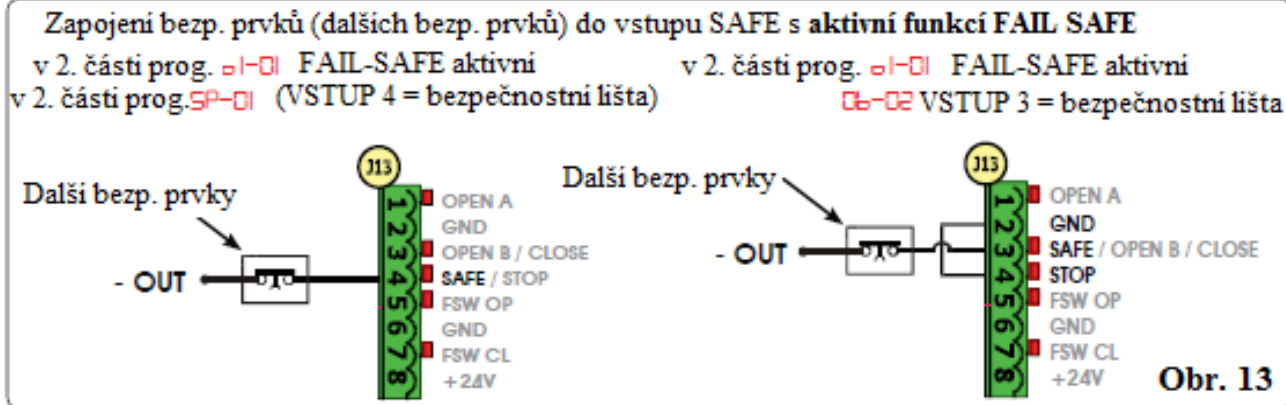 Zapojení bezp. prvků (dalších bezp. prvků) do vstupu SAFE s aktivní funkcí FAIL SAFE
v 2. části prog. o1-01 FAIL-SAFE aktivní
v 2. části prog.SP-01 (VSTUP 4 = bezpečnostní lišta)
v 2. části prog. o1-01 FAIL-SAFE aktivní
06-02 VSTUP 3 = bezpečnostní lišta
J13
Další bezp. prvky
- OUT
1 OPEN A
2 GND
3 OPEN B / CLOSE
4 SAFE / STOP
5 FSW OP
6 GND
7 FSW CL
8 +24V
J13
Další bezp. prvky
- OUT
1 OPEN A
2 GND
3 SAFE / OPEN B / CLOSE
4 STOP
5 FSW OP
6 GND
7 FSW CL
8 +24V
Obr. 13